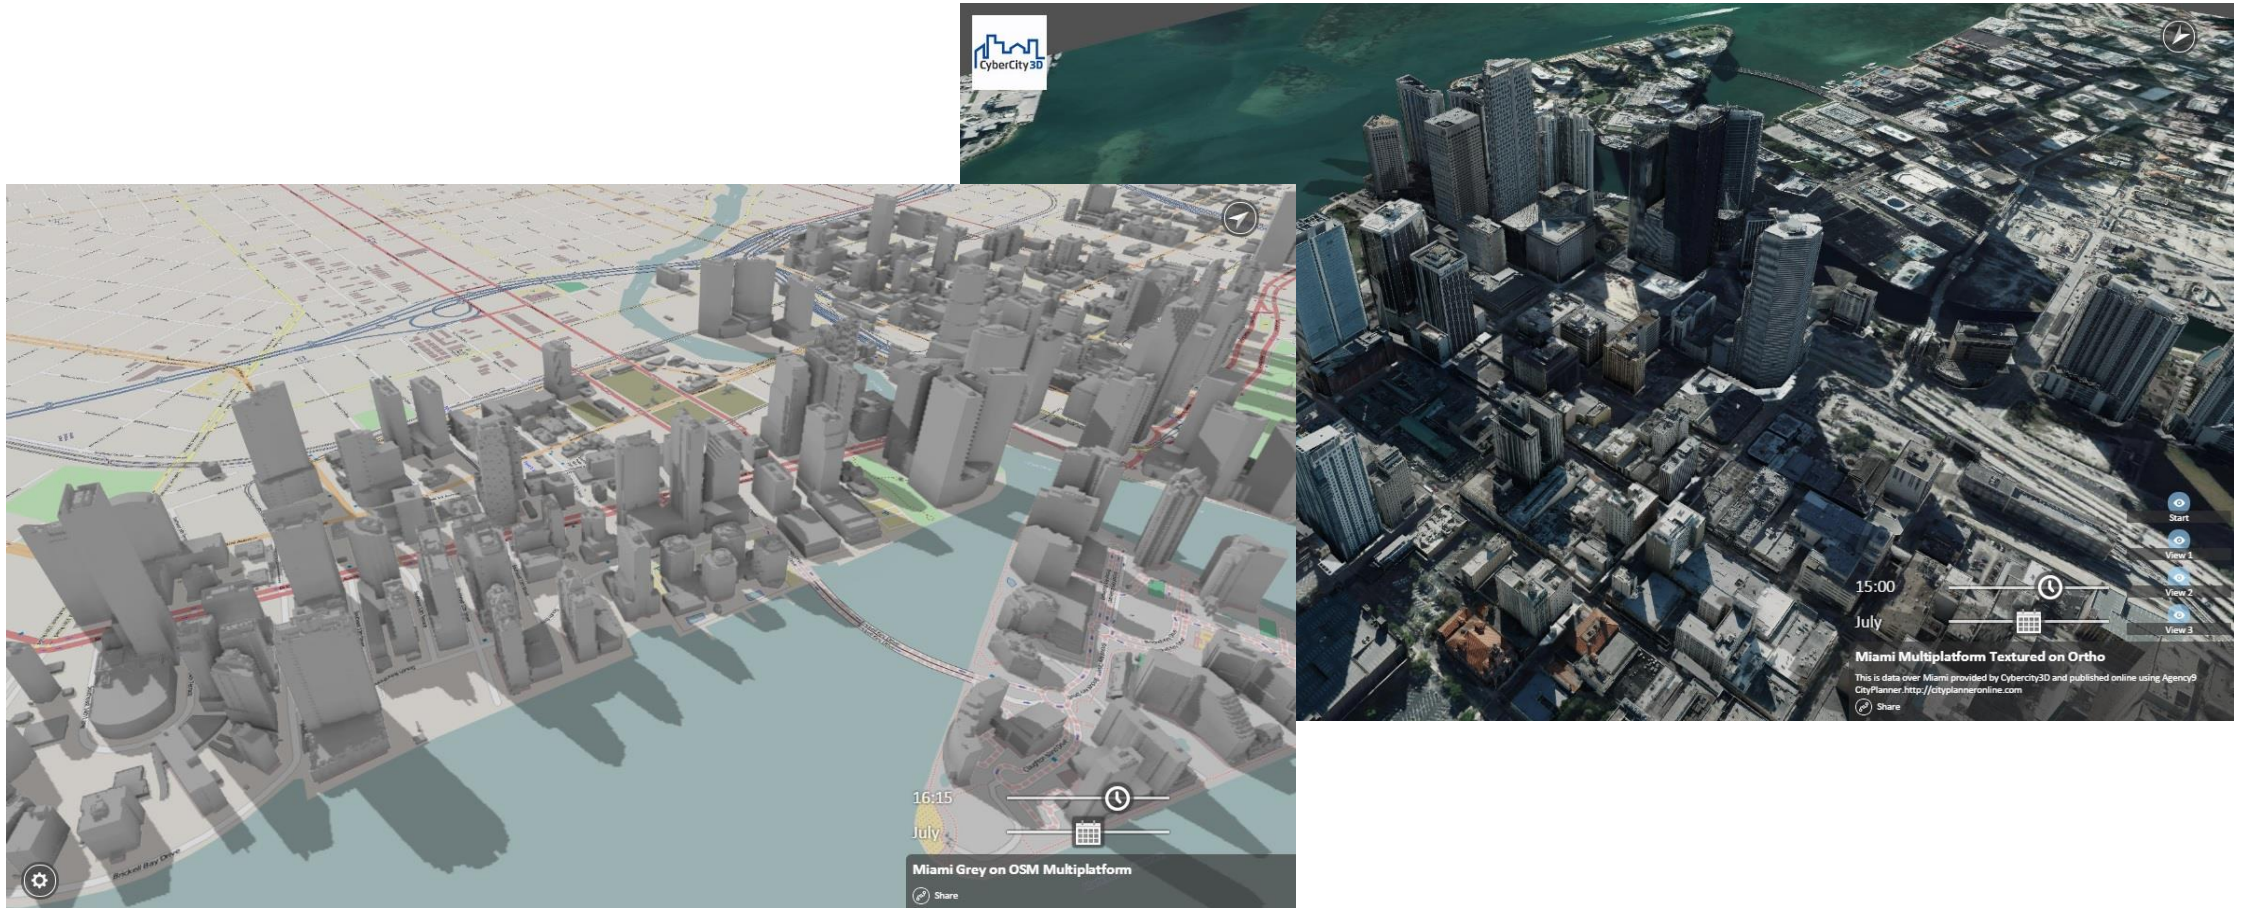 CyberCity3D
Start
View 1
View 2
View 3
15:00
July
Miami Multiplatform Textured on Ortho
This is data over Miami provided by Cybercity3D and published online using Agency9
CityPlanner.http://cityplanneronline.com
Share
Brickell Bay Drive
16:15
July
Miami Grey on OSM Multiplatform
Share